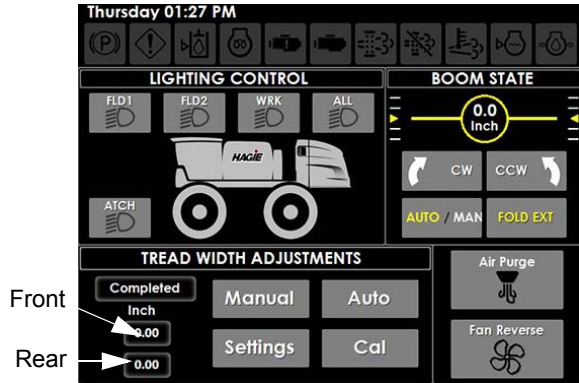 Thursday 01:27 PM
LIGHTING CONTROL
FLD1 FLD2 WRK ALL
HAGIE
ATCH
BOOM STATE
0.0
Inch
CW CCW
AUTO / MAN FOLD EXT
TREAD WIDTH ADJUSTMENTS
Completed
Inch
0.00
0.00
Manual Auto
Settings Cal
Air Purge
Fan Reverse
Front
Rear